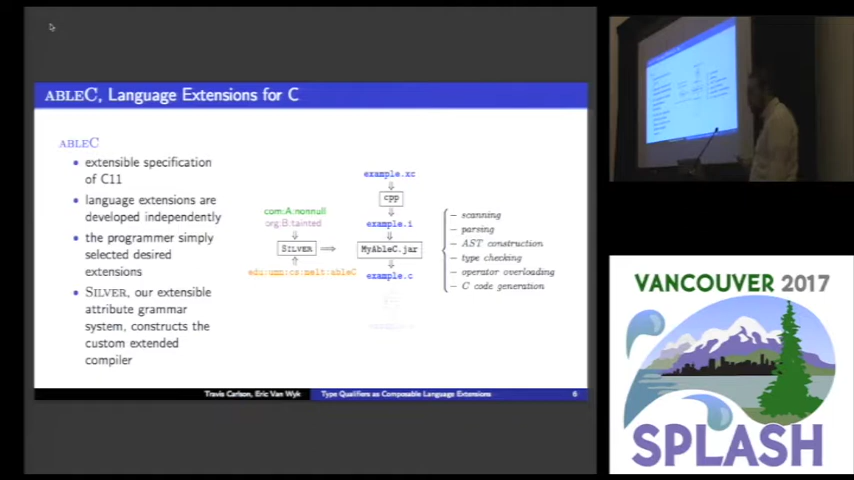 ABLEC, Language Extensions for C
ABLEC
extensible specification
of C11
language extensions are
developed independently
the programmer simply
selected desired
extensions
SILVER, our extensible
attribute grammar
system, constructs the
custom extended
compiler
com:A:nonnull
org:B:tainted
SILVER
edu:umn:cs:melt:ableC
example.xc
cpp
example.i
MyAbleC.jar
example.c
– scanning
– parsing
– AST construction
– type checking
– operator overloading
– C code generation
Travis Carlson, Eric Van Wyk
Type Qualifiers as Composable Language Extensions
6
VANCOUVER 2017
SPLASH